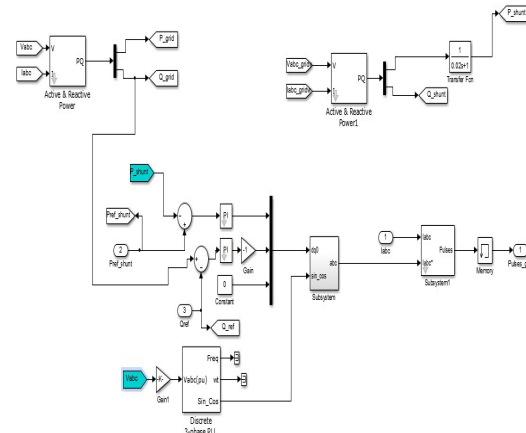 Vabc
Iabc
V
I
PQ
Active & Reactive
Power
P_grid
Q_grid
Vabc_grid
Iabc_grid
V
I
PQ
Active & Reactive
Power1
1
0.02s+1
Transfer Fcn
P_shunt
Q_shunt
P_shunt
Pref_shunt
2
Pref_shunt
PI
PI
-1
Gain
0
Constant
3
Qref
Q_ref
dq0
abc
sin_cos
Subsystem
1
Iabc
Iabc
Pulses
Iabc*
Subsystem1
Memory
1
Vabc
-K-
Gain1
Vabc(pu)
Freq
wt
Sin_Cos
Discrete